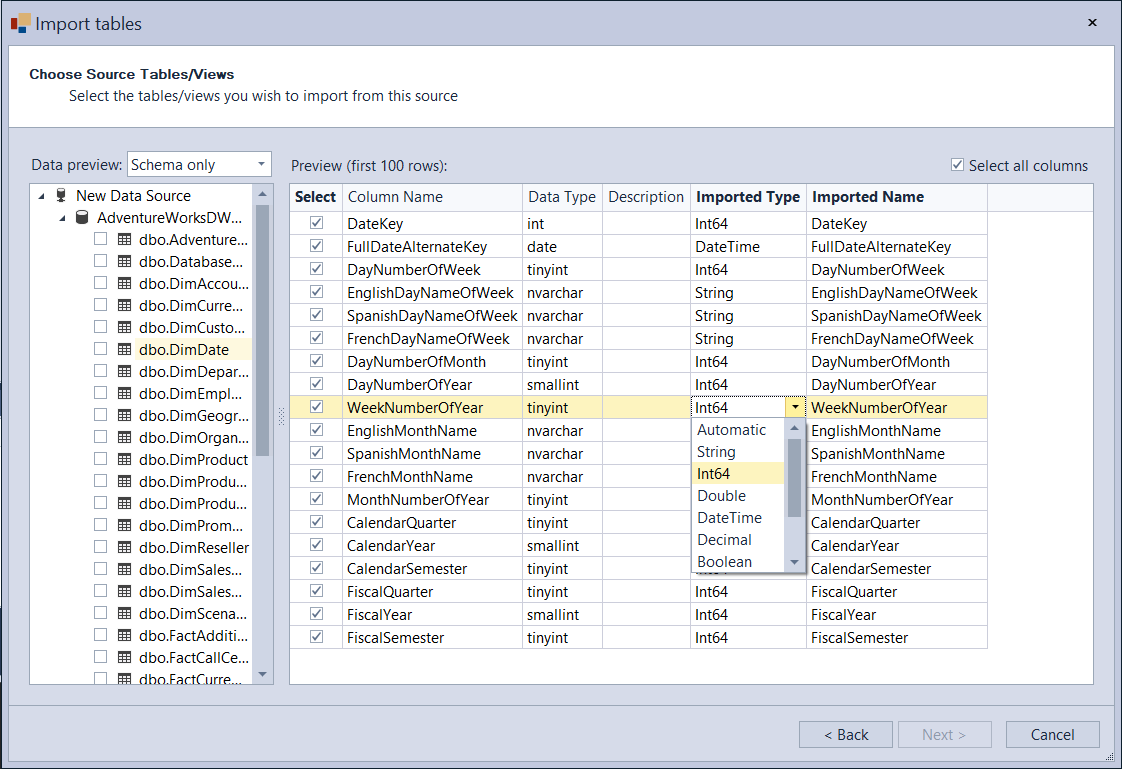 Import tables
Choose Source Tables/Views
Select the tables/views you wish to import from this source
Data preview: Schema only
Preview (first 100 rows):
Select all columns
New Data Source
AdventureWorksDW...
dbo.Adventure...
dbo.Database...
dbo.DimAccou...
dbo.DimCurre...
dbo.DimCusto...
dbo.DimDate
dbo.DimDepar...
dbo.DimEmpl...
dbo.DimGeogr...
dbo.DimOrgan...
dbo.DimProduct
dbo.DimProdu...
dbo.DimProdu...
dbo.DimProm...
dbo.DimReseller
dbo.DimSales...
dbo.DimSales...
dbo.DimScena...
dbo.FactAdditi...
dbo.FactCallCe...
dbo.FactCurre...
Select Column Name Data Type Description Imported Type Imported Name
DateKey int Int64 DateKey
FullDateAlternateKey date DateTime FullDateAlternateKey
DayNumberOfWeek tinyint Int64 DayNumberOfWeek
EnglishDayNameOfWeek nvarchar String EnglishDayNameOfWeek
SpanishDayNameOfWeek nvarchar String SpanishDayNameOfWeek
FrenchDayNameOfWeek nvarchar String FrenchDayNameOfWeek
DayNumberOfMonth tinyint Int64 DayNumberOfMonth
DayNumberOfYear smallint Int64 DayNumberOfYear
WeekNumberOfYear tinyint Int64 WeekNumberOfYear
EnglishMonthName nvarchar Automatic EnglishMonthName
SpanishMonthName nvarchar String SpanishMonthName
FrenchMonthName nvarchar Int64 FrenchMonthName
MonthNumberOfYear tinyint Double MonthNumberOfYear
CalendarQuarter tinyint DateTime CalendarQuarter
CalendarYear smallint Decimal CalendarYear
CalendarSemester tinyint Boolean CalendarSemester
FiscalQuarter tinyint Int64 FiscalQuarter
FiscalYear smallint Int64 FiscalYear
FiscalSemester tinyint Int64 FiscalSemester
< Back Next > Cancel